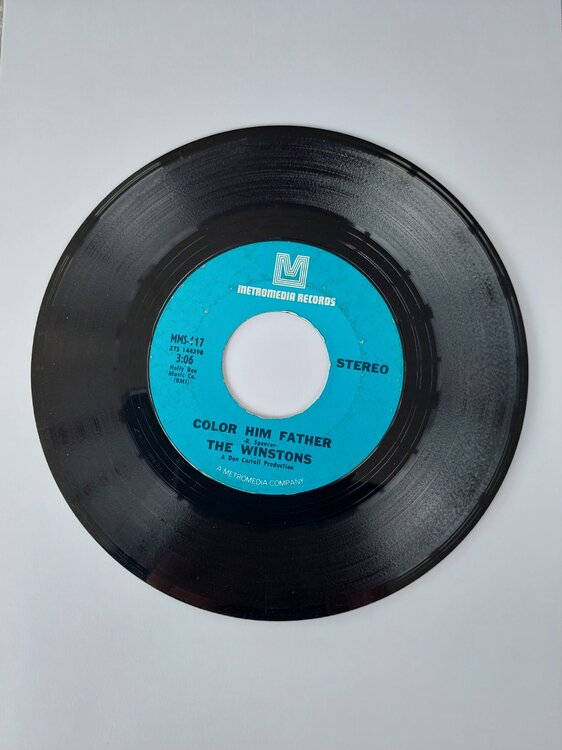 M
METROMEDIA RECORDS
MMS-117
ZTS 144398
3:06
Holly Bee
Music Co.
(BMI)
STEREO
COLOR HIM FATHER
-R. Spencer-
THE WINSTONS
A Don Carroll Production
A METROMEDIA COMPANY